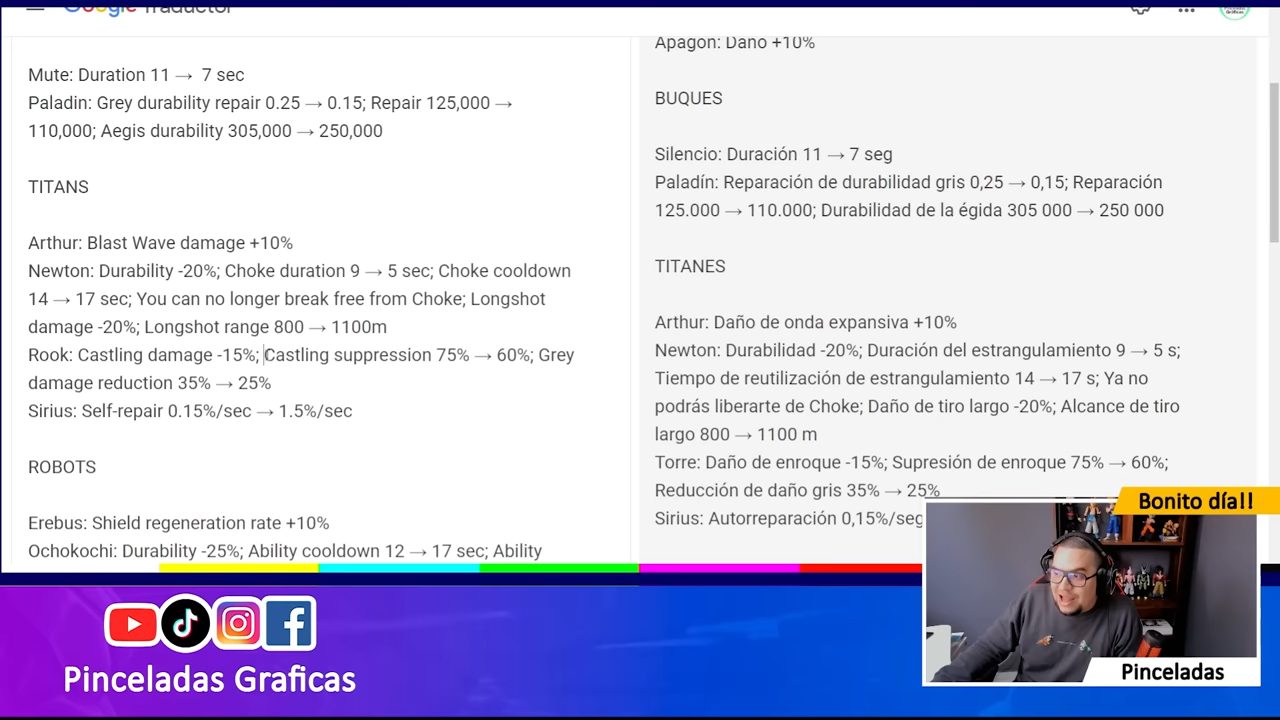 Google Traductor
Mute: Duration 11 → 7 sec
Paladin: Grey durability repair 0.25 → 0.15; Repair 125,000 →
110,000; Aegis durability 305,000 → 250,000
TITANS
Arthur: Blast Wave damage +10%
Newton: Durability -20%; Choke duration 9 → 5 sec; Choke cooldown
14 → 17 sec; You can no longer break free from Choke; Longshot
damage -20%; Longshot range 800 → 1100m
Rook: Castling damage -15%; Castling suppression 75% → 60%; Grey
damage reduction 35% → 25%
Sirius: Self-repair 0.15%/sec → 1.5%/sec
ROBOTS
Erebus: Shield regeneration rate +10%
Ochokochi: Durability -25%; Ability cooldown 12 → 17 sec; Ability
Apagón: Daño +10%
BUQUES
Silencio: Duración 11 → 7 seg
Paladín: Reparación de durabilidad gris 0,25 → 0,15; Reparación
125.000 → 110.000; Durabilidad de la égida 305 000 → 250 000
TITANES
Arthur: Daño de onda expansiva +10%
Newton: Durabilidad -20%; Duración del estrangulamiento 9 → 5 s;
Tiempo de reutilización de estrangulamiento 14 → 17 s; Ya no
podrás liberarte de Choke; Daño de tiro largo -20%; Alcance de tiro
largo 800 → 1100 m
Torre: Daño de enroque -15%; Supresión de enroque 75% → 60%;
Reducción de daño gris 35% → 25%
Sirius: Autorreparación 0,15%/seg
Bonito día!!
Pinceladas
Pinceladas Graficas